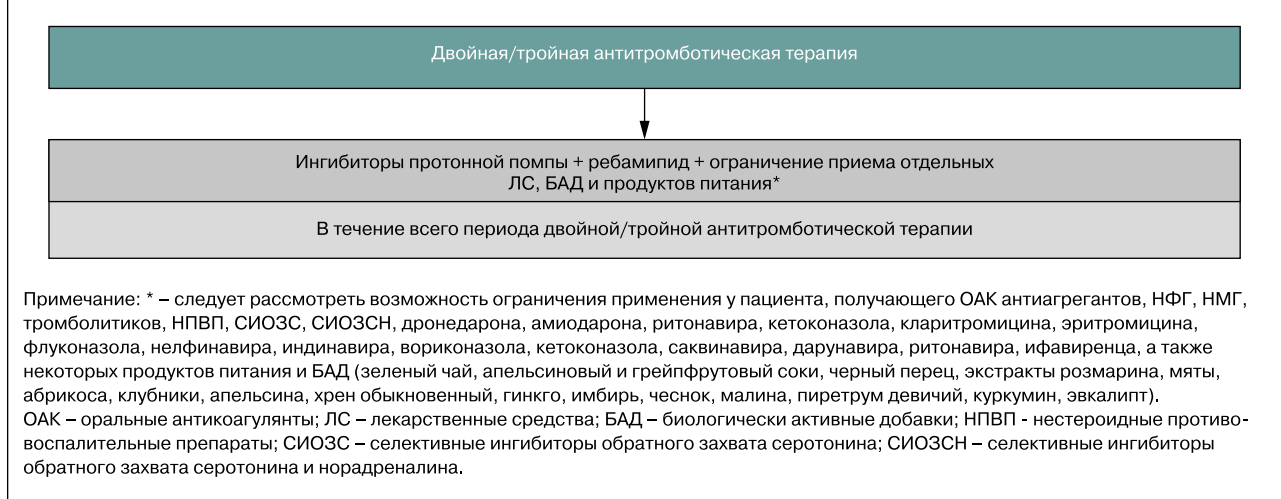 Двойная/тройная антитромботическая терапия
Ингибиторы протонной помпы + ребамипид + ограничение приема отдельных
ЛС, БАД и продуктов питания*
В течение всего периода двойной/тройной антитромботической терапии
Примечание: * – следует рассмотреть возможность ограничения применения у пациента, получающего ОАК антиагрегантов, НФГ, НМГ,
тромболитиков, НПВП, СИОЗС, СИОЗСН, дронедарона, амиодарона, ритонавира, кетоконазола, кларитромицина, эритромицина,
флуконазола, нелфинавира, индинавира, вориконазола, кетоконазола, саквинавира, дарунавира, ритонавира, ифавиренца, а также
некоторых продуктов питания и БАД (зеленый чай, апельсиновый и грейпфрутовый соки, черный перец, экстракты розмарина, мяты,
абрикоса, клубники, апельсина, хрен обыкновенный, гинкго, имбирь, чеснок, малина, пиретрум девичий, куркумин, эвкалипт).
ОАК – оральные антикоагулянты; ЛС – лекарственные средства; БАД – биологически активные добавки; НПВП - нестероидные противо-
воспалительные препараты; СИОЗС – селективные ингибиторы обратного захвата серотонина; СИОЗСН – селективные ингибиторы
обратного захвата серотонина и норадреналина.